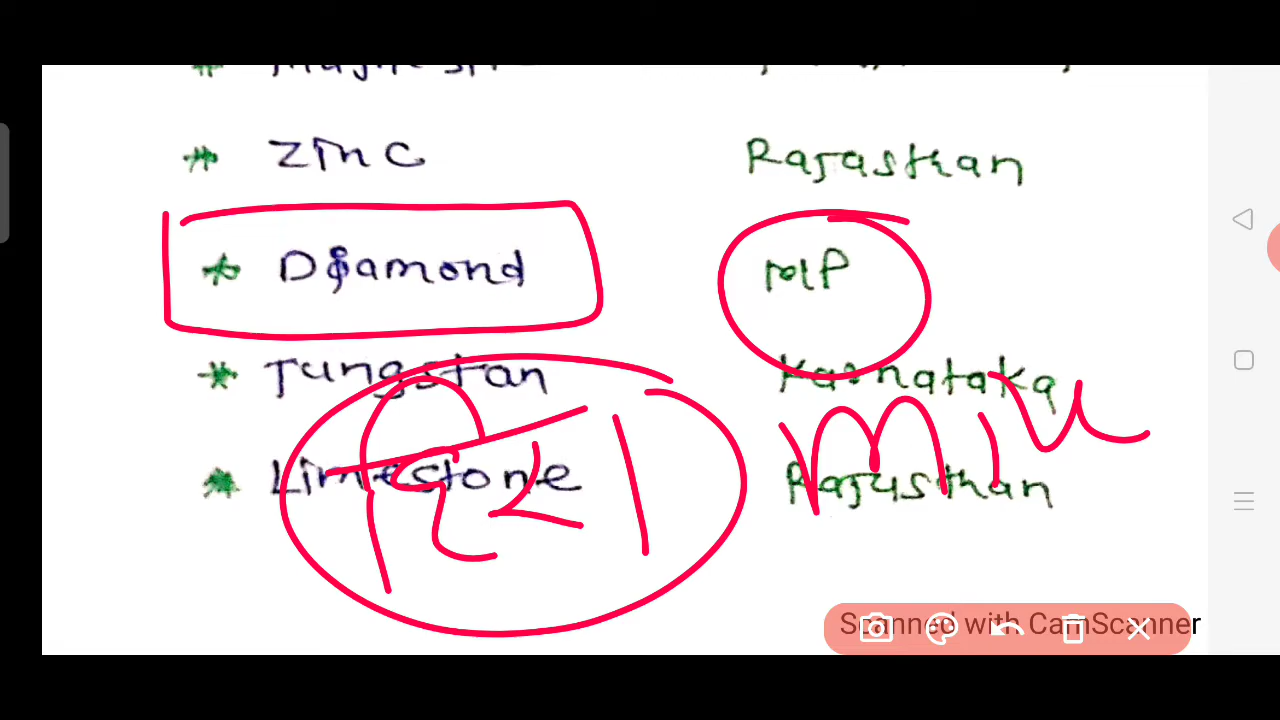 * Zinc Rajasthan
* Diamond MP
* Tungstan Karnataka
* Limestone Rajasthan
Scanned with CamScanner